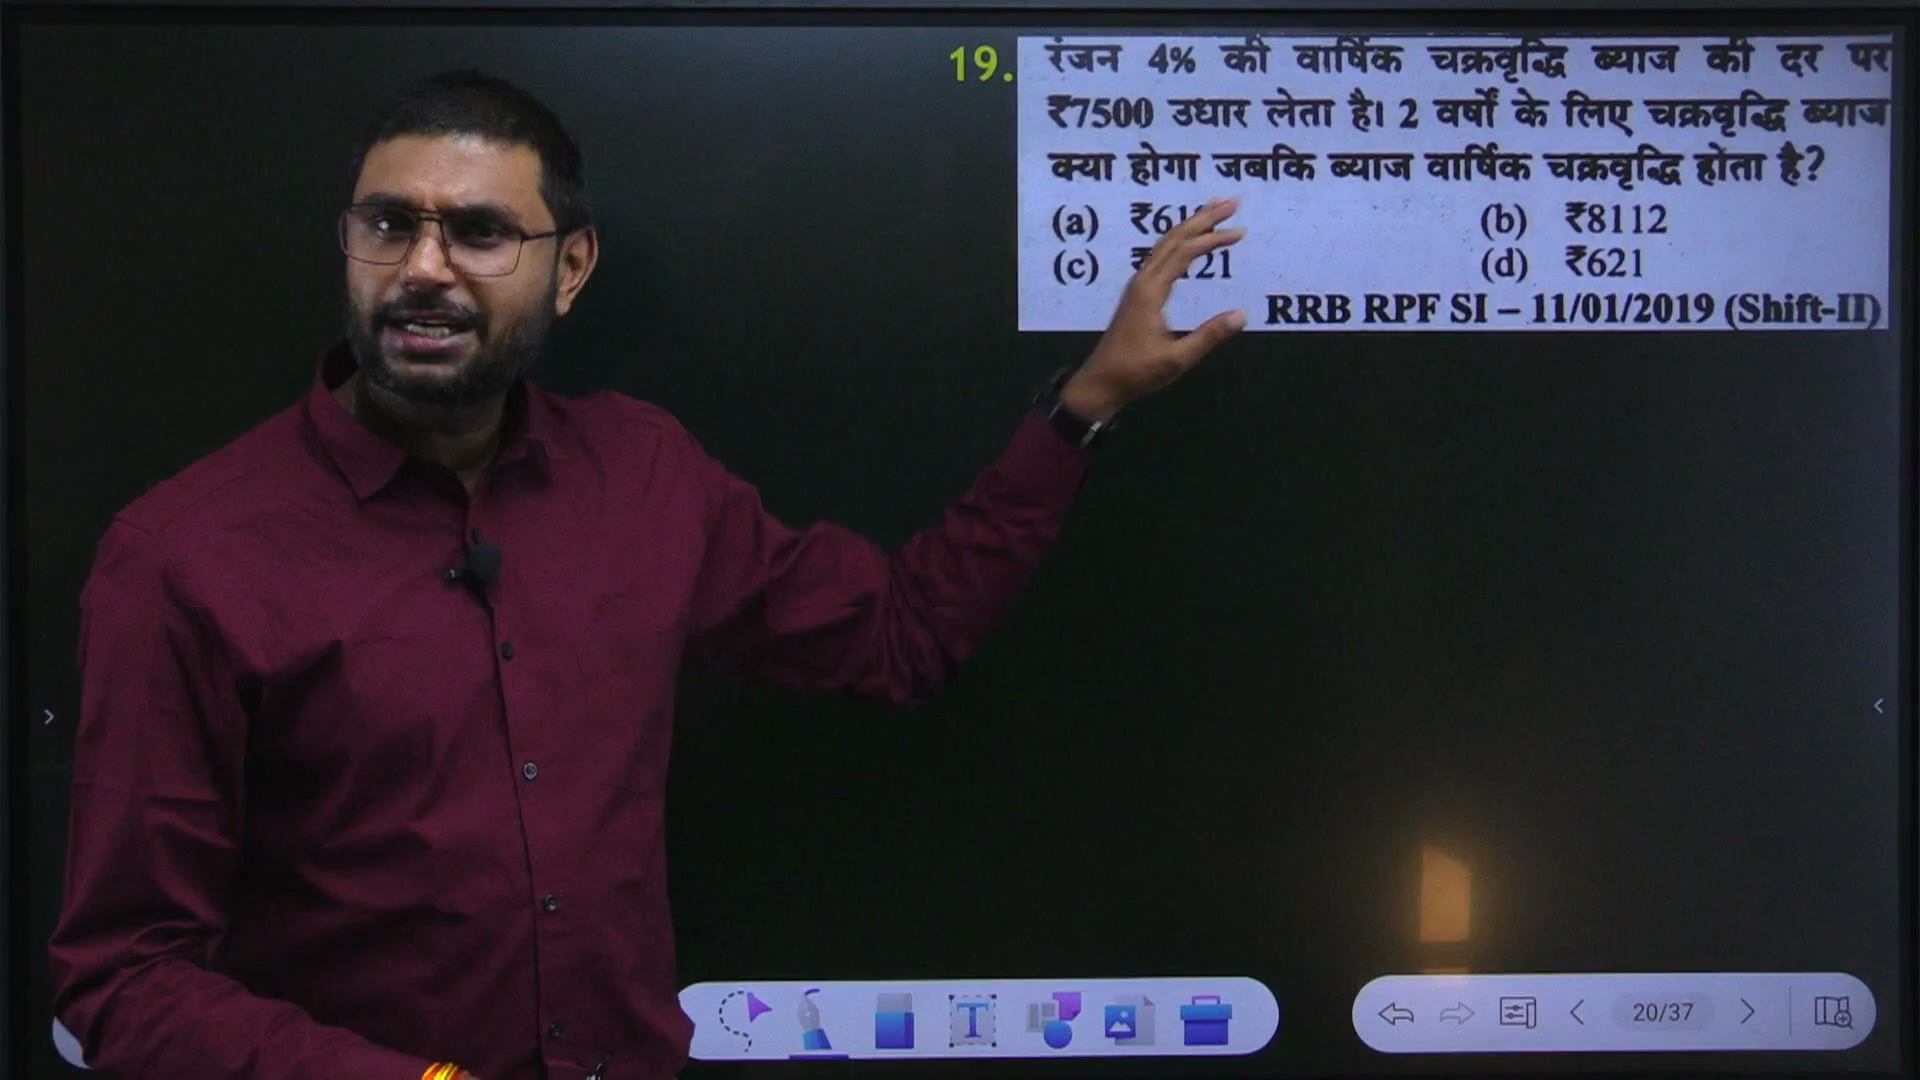 19. रंजन 4% की वार्षिक चक्रवृद्धि ब्याज की दर पर
₹7500 उधार लेता है। 2 वर्षों के लिए चक्रवृद्धि ब्याज
क्या होगा जबकि ब्याज वार्षिक चक्रवृद्धि होता है?
(a) (b) ₹8112
(c) (d) ₹621
RRB RPF SI – 11/01/2019 (Shift-II)
T 20/37